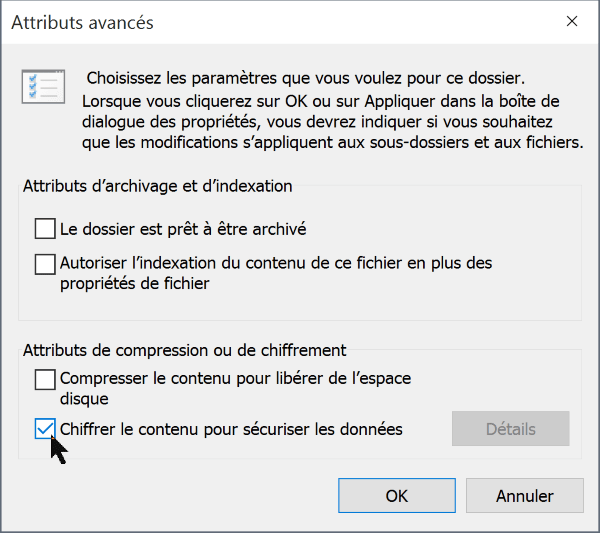 Attributs avancés
Choisissez les paramètres que vous voulez pour ce dossier.
Lorsque vous cliquerez sur OK ou sur Appliquer dans la boîte de
dialogue des propriétés, vous devrez indiquer si vous souhaitez
que les modifications s’appliquent aux sous-dossiers et aux fichiers.
Attributs d’archivage et d’indexation
Le dossier est prêt à être archivé
Autoriser l’indexation du contenu de ce fichier en plus des
propriétés de fichier
Attributs de compression ou de chiffrement
Compresser le contenu pour libérer de l’espace
disque
Chiffrer le contenu pour sécuriser les données
Détails
OK
Annuler